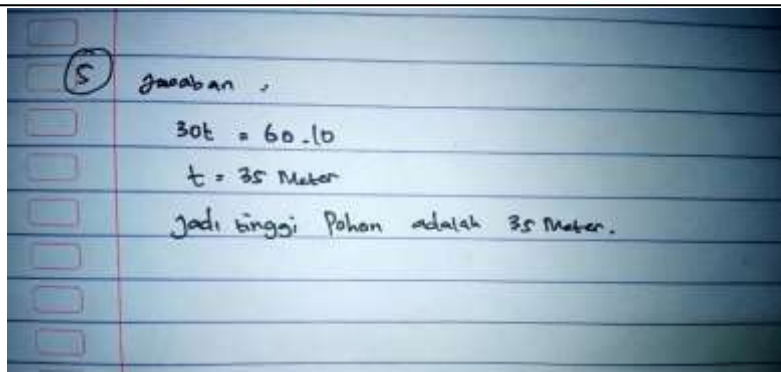 5 Jawaban,
30t = 60.10
t = 35 Meter
Jadi tinggi Pohon adalah 35 Meter.